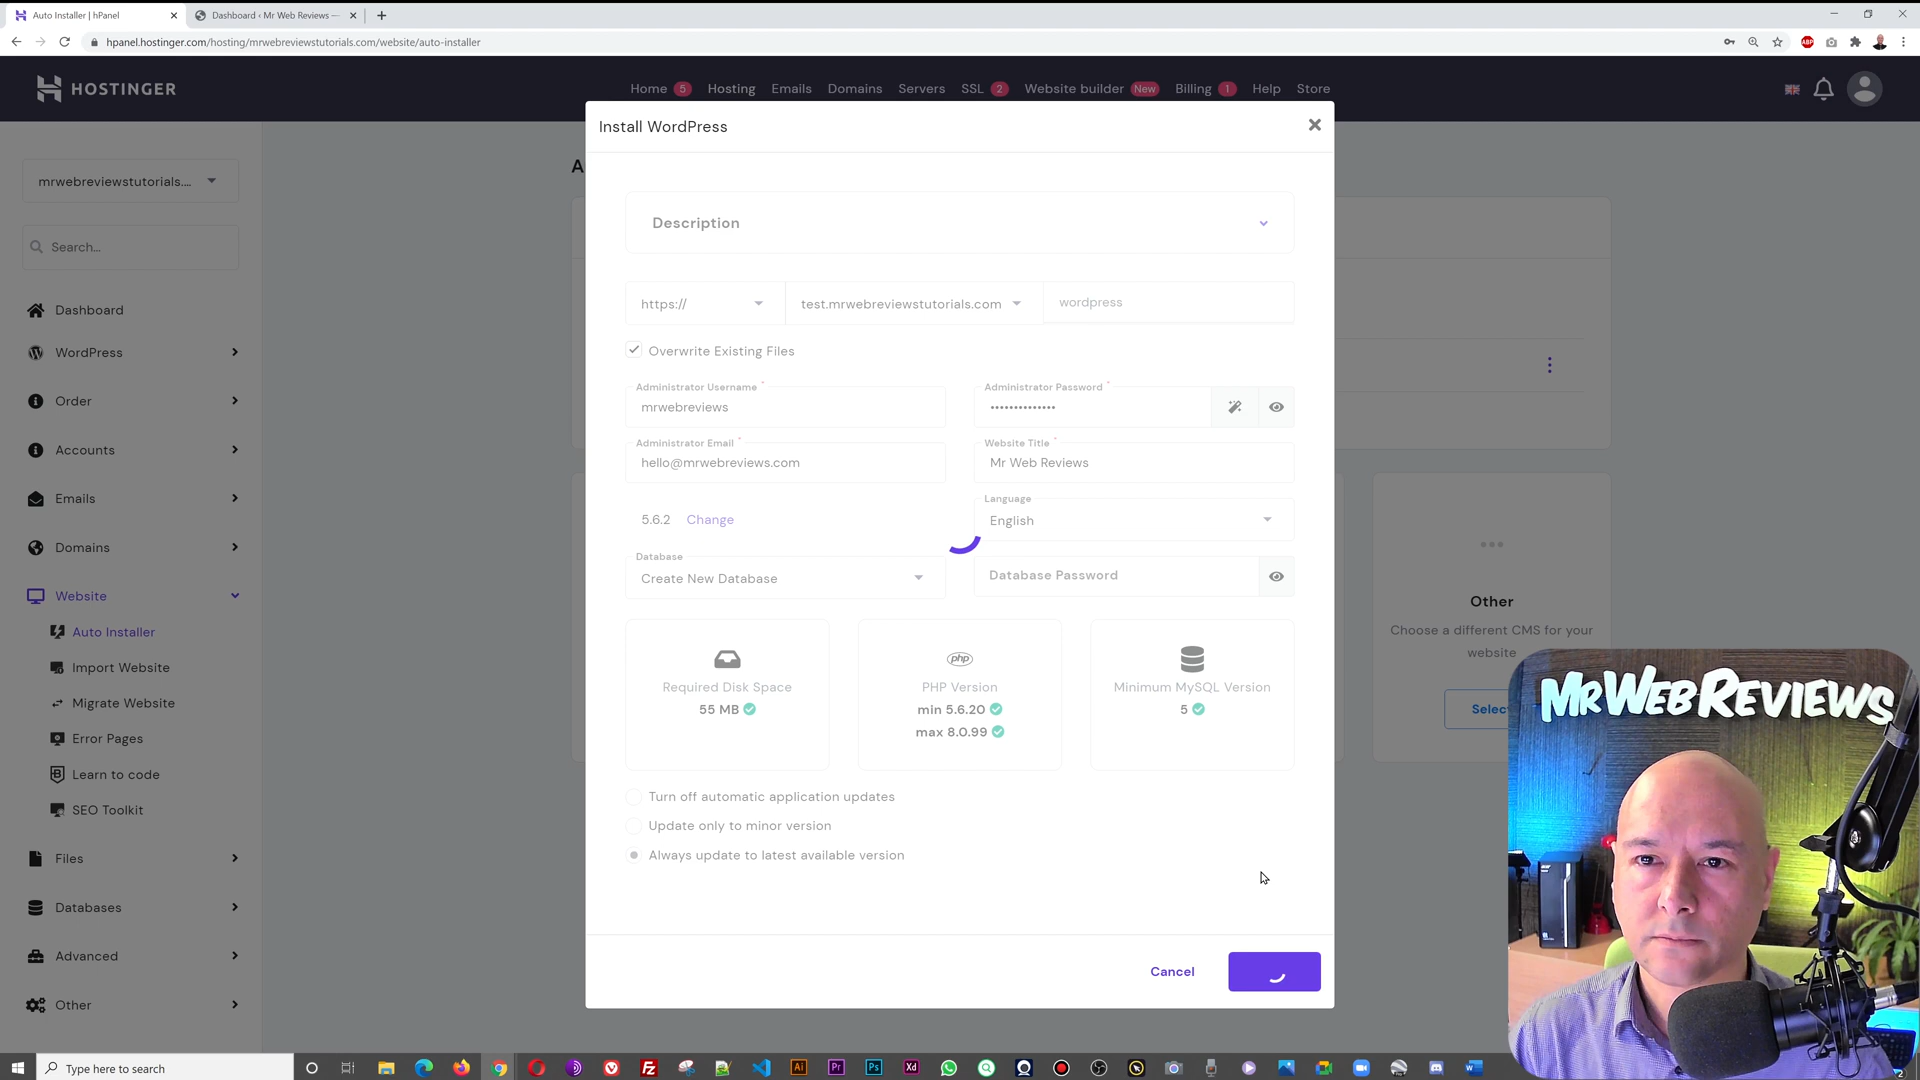 Auto Installer | hPanel
Dashboard ‹ Mr Web Reviews —
hpanel.hostinger.com/hosting/mrwebreviewstutorials.com/website/auto-installer
HOSTINGER
Home 5 Hosting Emails Domains Servers SSL 2 Website builder New Billing 1 Help Store
Install WordPress
A
mrwebreviewstutorials....
Description
Search...
https://
test.mrwebreviewstutorials.com
wordpress
Dashboard
WordPress
Order
Accounts
Emails
Domains
Website
Auto Installer
Import Website
Migrate Website
Error Pages
Learn to code
SEO Toolkit
Files
Databases
Advanced
Other
Overwrite Existing Files
Administrator Username *
mrwebreviews
Administrator Password *
••••••••••••••
Administrator Email *
hello@mrwebreviews.com
Website Title *
Mr Web Reviews
5.6.2 Change
Language
English
Database
Create New Database
Database Password
Required Disk Space
55 MB
PHP Version
min 5.6.20
max 8.0.99
php
Minimum MySQL Version
5
Turn off automatic application updates
Update only to minor version
Always update to latest available version
Cancel
Other
Choose a different CMS for your
website
Selec
MrWebReviews
Type here to search